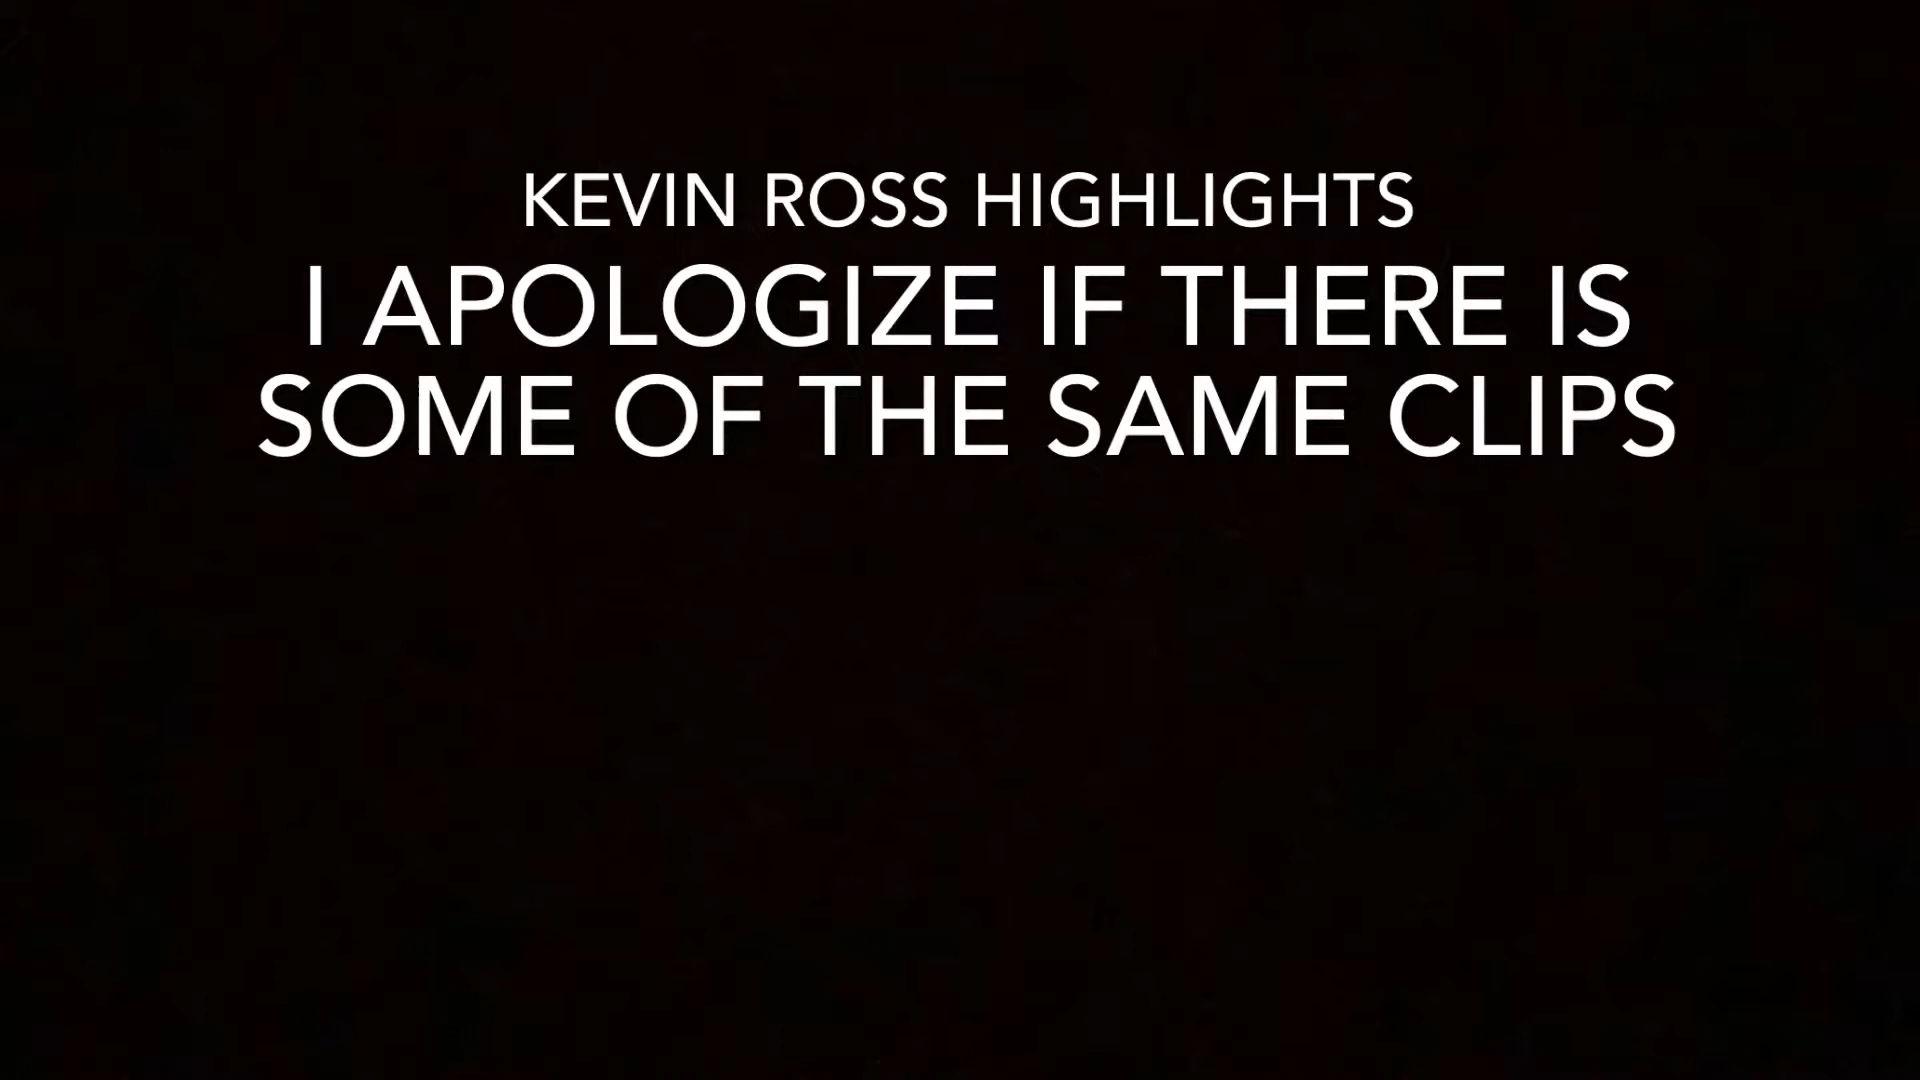 KEVIN ROSS HIGHLIGHTS
I APOLOGIZE IF THERE IS
SOME OF THE SAME CLIPS